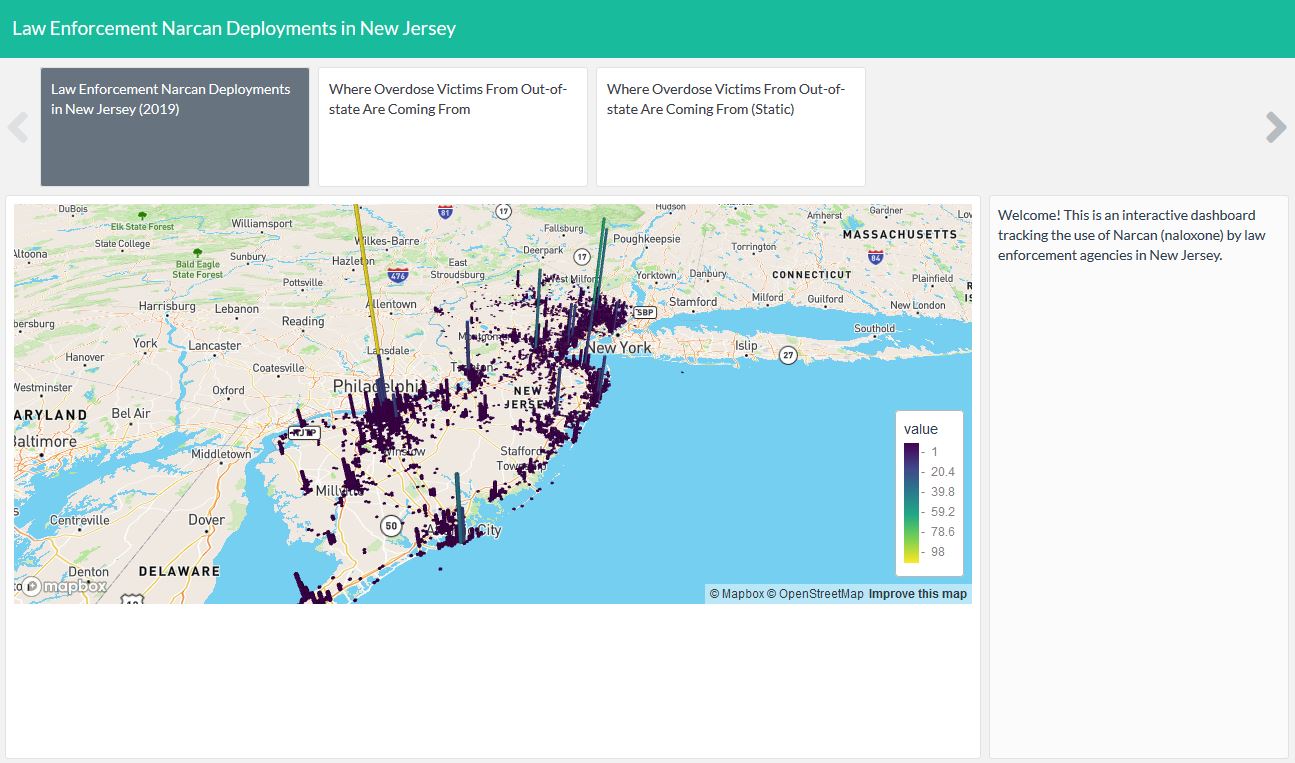 Law Enforcement Narcan Deployments in New Jersey
Law Enforcement Narcan Deployments
in New Jersey (2019)
Where Overdose Victims From Out-of-
state Are Coming From
Where Overdose Victims From Out-of-
state Are Coming From (Static)
Welcome! This is an interactive dashboard
tracking the use of Narcan (naloxone) by law
enforcement agencies in New Jersey.
DuBois
Elk State Forest
Williamsport
81
17
Hudson
Amherst
Gardner
State College
Wilkes-Barre
Fallsburg
Poughkeepsie
MASSACHUSETTS
Altoona
Bald Eagle
State Forest
Sunbury
Hazleton
Deerpark
17
Torrington
84
476
East
Stroudsburg
West Milford
Yorktown
Danbury
CONNECTICUT
Plainfield
Pottsville
Harrisburg
Lebanon
Allentown
Stamford
Milford
Guilford
New London
SBP
Reading
Southold
York
Lancaster
Lansdale
New York
Islip
27
Hanover
Coatesville
Westminster
Oxford
Philadelphia
NEW
JERSEY
MARYLAND
Bel Air
Baltimore
NJTP
Middletown
Winslow
Stafford
Township
Millville
Centreville
Dover
50
Atlantic City
Denton
DELAWARE
mapbox
value
1
20.4
39.8
59.2
78.6
98
© Mapbox © OpenStreetMap Improve this map